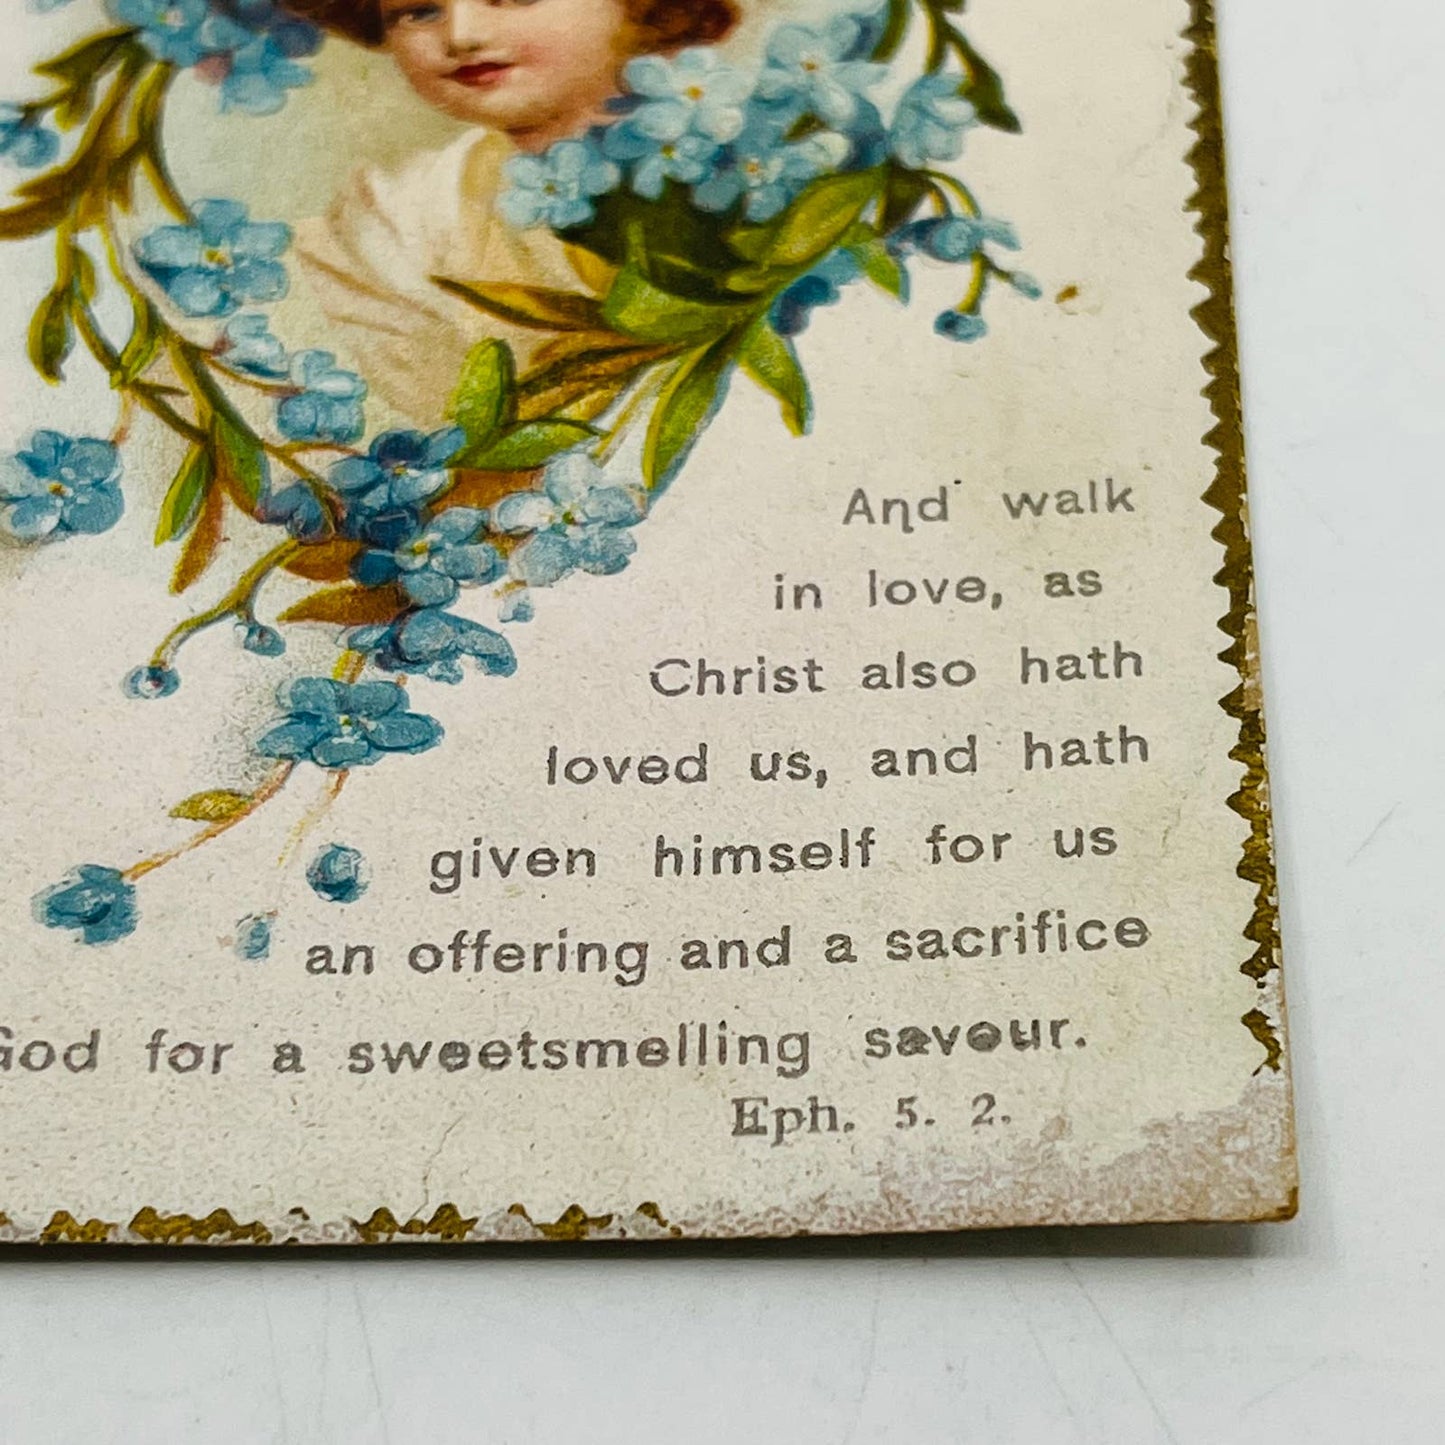 And walk
in love, as
Christ also hath
loved us, and hath
given himself for us
an offering and a sacrifice
God for a sweetsmelling savour.
Eph. 5. 2.